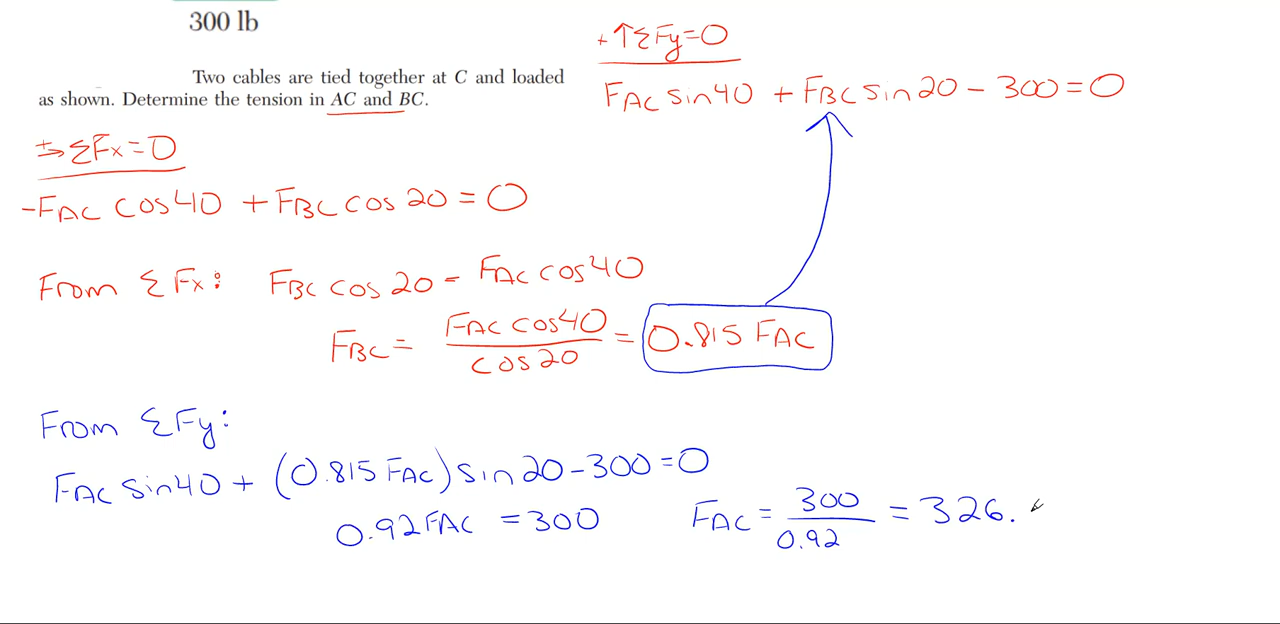 300 lb
Two cables are tied together at C and loaded
as shown. Determine the tension in AC and BC.
+→ ΣFx=0
-FAC cos40 + FBC cos20 = 0
+↑ΣFy=0
FAC sin40 + FBC sin20 - 300 = 0
From ΣFx: FBC cos20 = FAC cos40
FBC = FAC cos40 / cos20 = 0.815 FAC
From ΣFy:
FAC sin40 + (0.815 FAC) sin20 - 300 = 0
0.92 FAC = 300
FAC = 300 / 0.92 = 326.